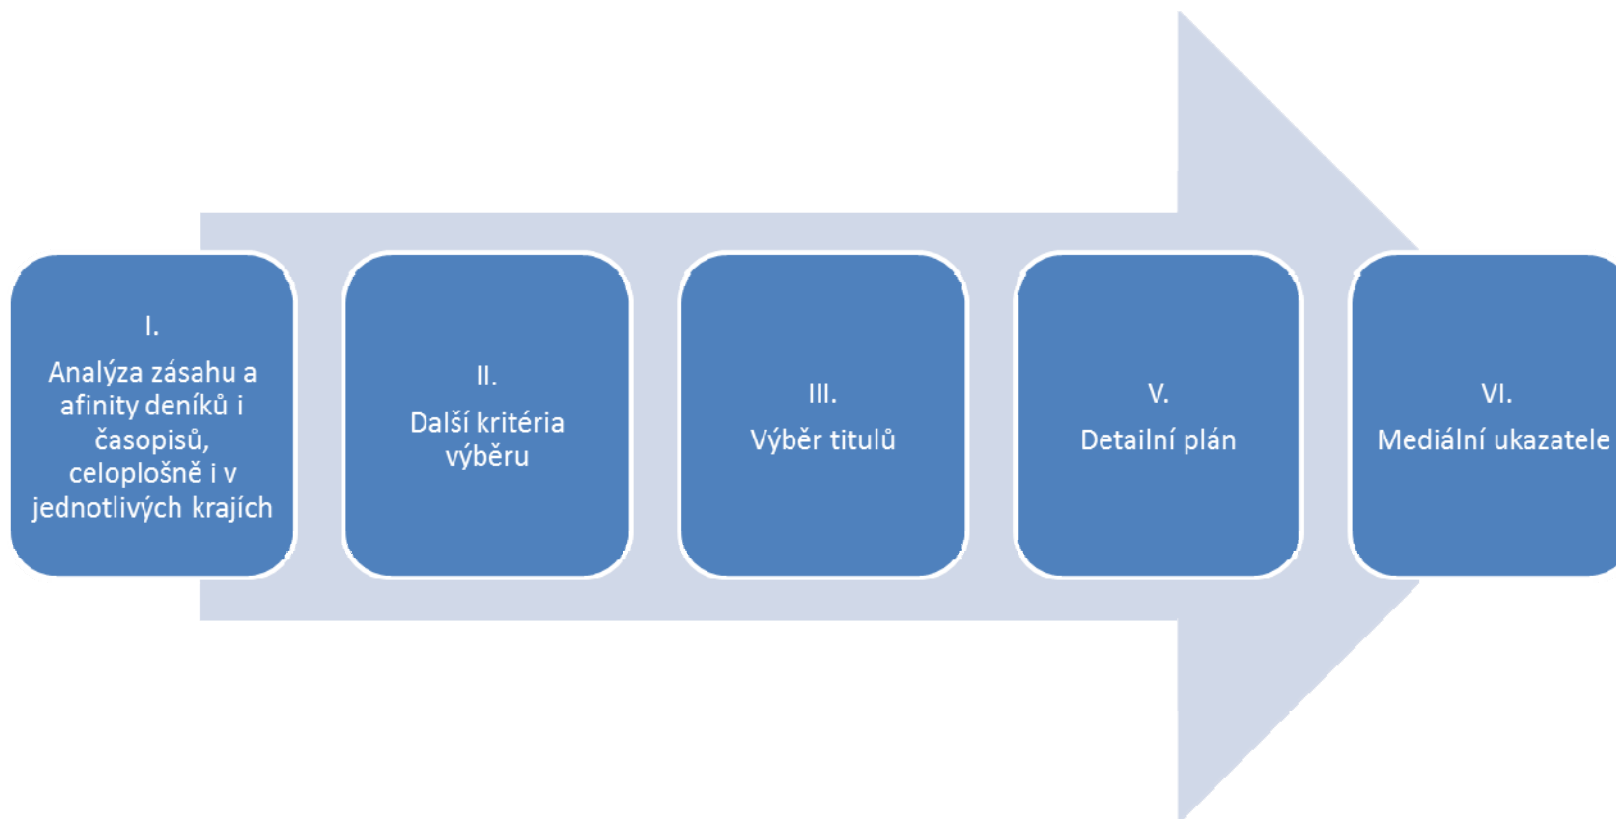 I.
Analýza zásahu a
afinity deníků i
časopisů,
celoplošně i v
jednotlivých krajích
II.
Další kritéria
výběru
III.
Výběr titulů
V.
Detailní plán
VI.
Mediální ukazatele